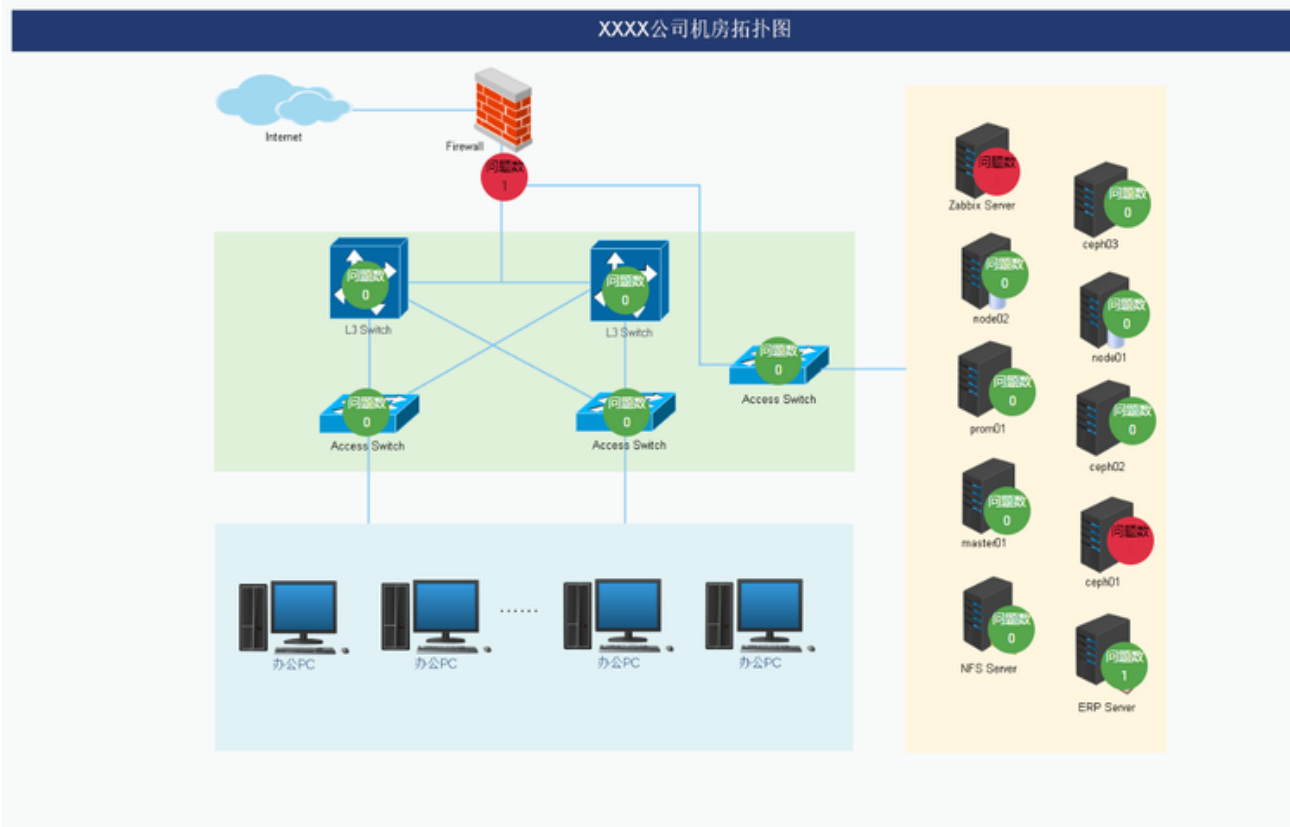 XXXX公司机房拓扑图
Internet
Firewall
问题数
1
问题数
0
L3 Switch
问题数
0
L3 Switch
问题数
0
Access Switch
问题数
0
Access Switch
问题数
0
Access Switch
办公PC
办公PC
......
办公PC
办公PC
问题数
Zabbix Server
问题数
0
ceph03
问题数
0
node02
问题数
0
node01
问题数
0
prom01
问题数
0
ceph02
问题数
0
master01
问题数
ceph01
问题数
0
NFS Server
问题数
1
ERP Server